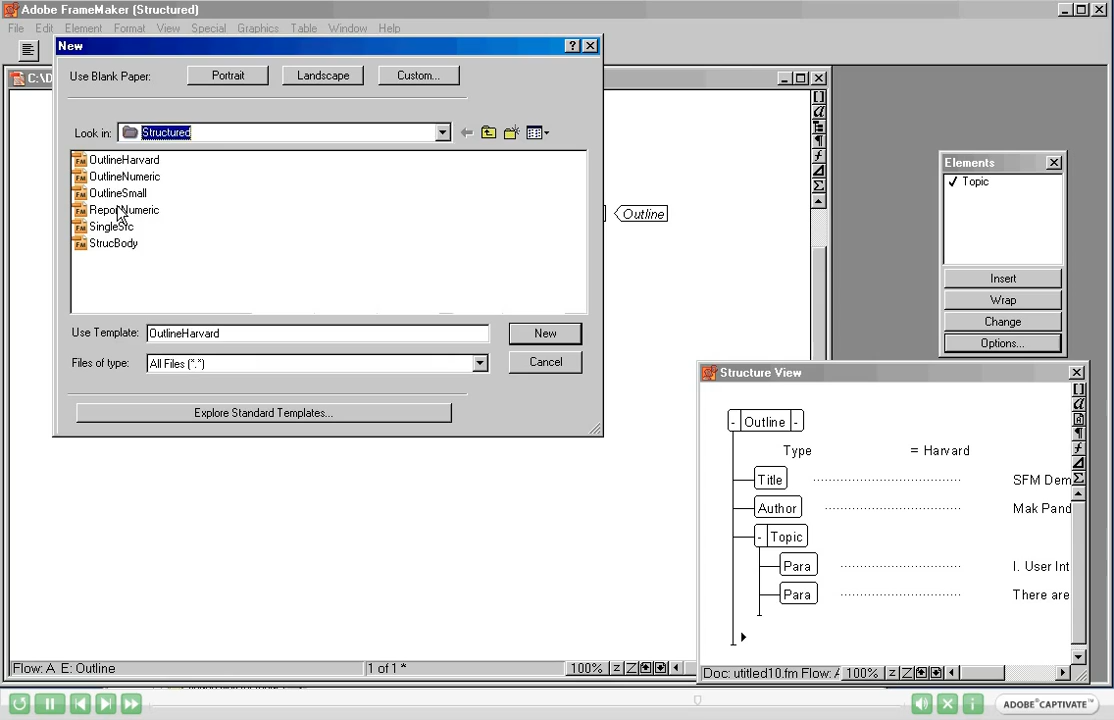 Adobe FrameMaker (Structured)
File Edit Element Format View Special Graphics Table Window Help
New
Use Blank Paper: Portrait Landscape Custom...
C:\D
Look in: Structured
OutlineHarvard
OutlineNumeric
OutlineSmall
ReportNumeric
SingleSrc
StrucBody
Use Template: OutlineHarvard New
Files of type: All Files (*.*) Cancel
Explore Standard Templates...
Outline
Elements
✓ Topic
Insert
Wrap
Change
Options...
Structure View
- Outline -
Type = Harvard
Title SFM Dem
Author Mak Pand
- Topic
Para I. User Int
Para There are
Flow: A E: Outline 1 of 1 * 100%
Doc: untitled10.fm Flow: A 100%
ADOBE® CAPTIVATE™